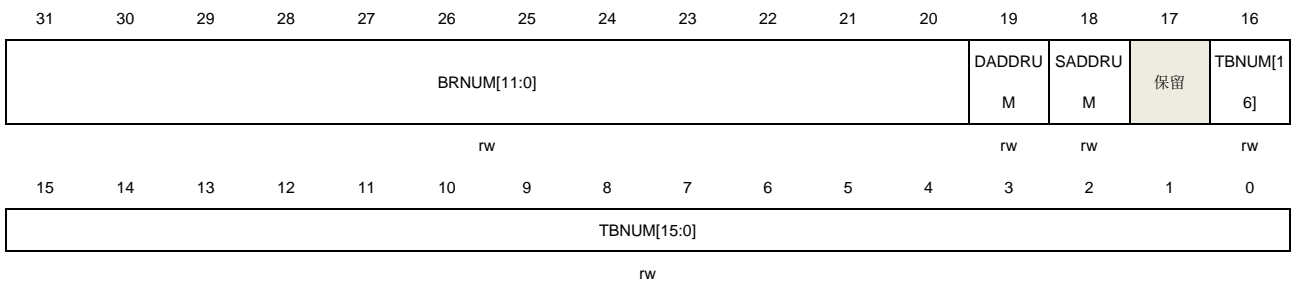 31 30 29 28 27 26 25 24 23 22 21 20 19 18 17 16
BRNUM[11:0]
DADDRU
M
SADDRU
M
保留
TBNUM[1
6]
rw rw rw rw
15 14 13 12 11 10 9 8 7 6 5 4 3 2 1 0
TBNUM[15:0]
rw